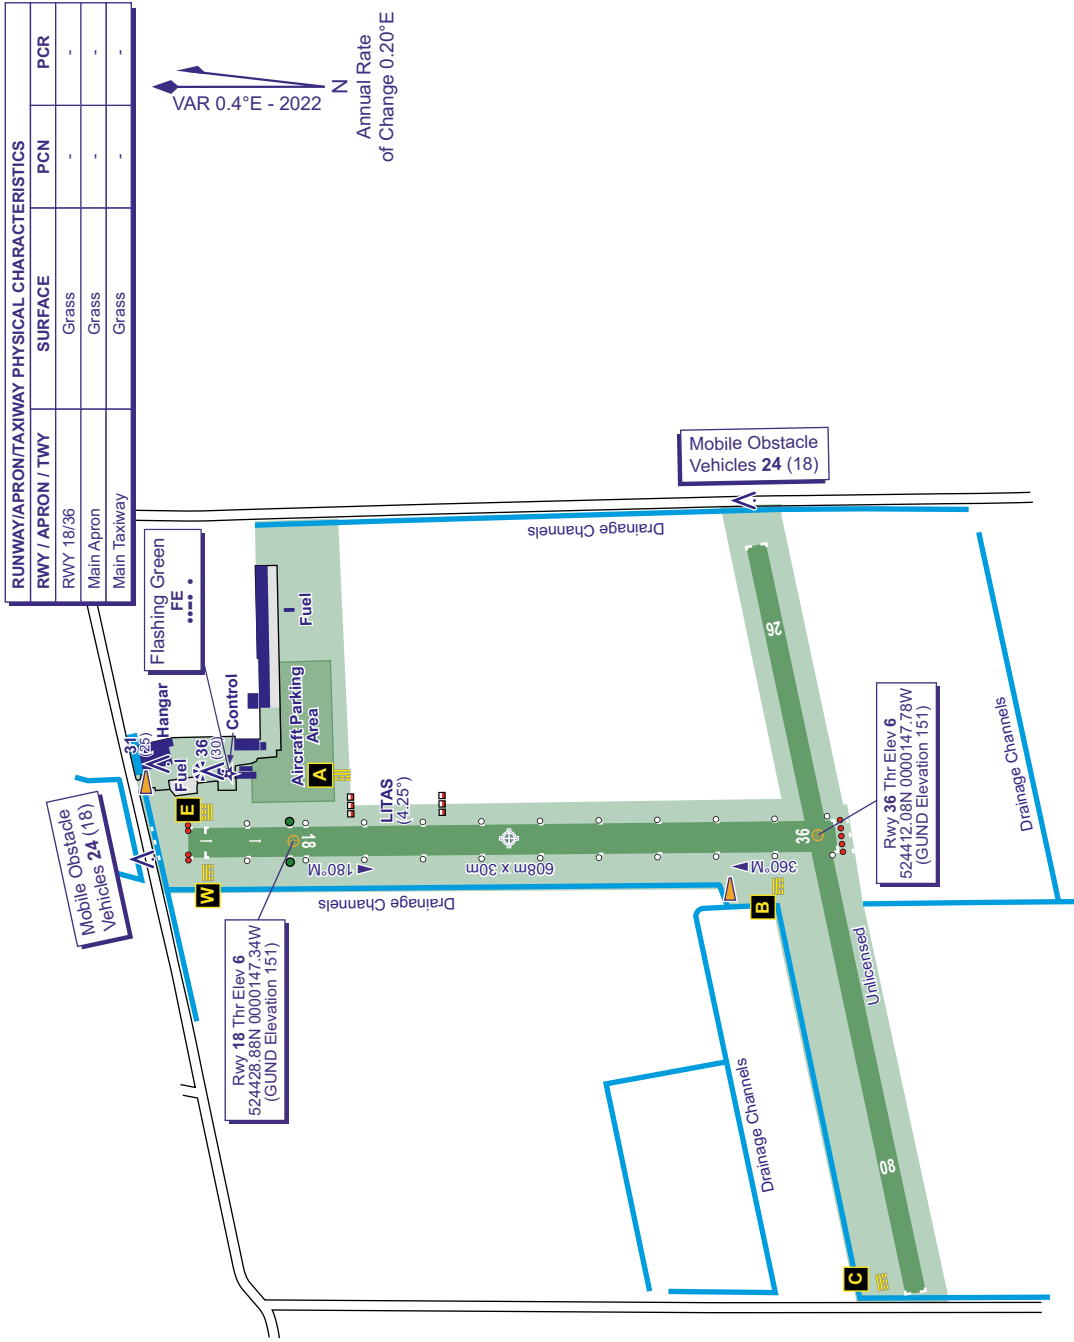 RUNWAY/APRON/TAXIWAY PHYSICAL CHARACTERISTICS
RWY / APRON / TWY SURFACE PCN PCR
RWY 18/36 Grass - -
Main Apron Grass - -
Main Taxiway Grass - -
VAR 0.4°E - 2022
N
Annual Rate
of Change 0.20°E
Mobile Obstacle
Vehicles 24 (18)
Flashing Green
FE
Mobile Obstacle
Vehicles 24 (18)
31
(25)
Hangar
Fuel
36
(30)
Control
Fuel
Aircraft Parking
Area
E
W
A
LITAS
(4.25°)
18
180°M
608m x 30m
360°M
36
Drainage Channels
Drainage Channels
Rwy 18 Thr Elev 6
524428.88N 0000147.34W
(GUND Elevation 151)
Rwy 36 Thr Elev 6
524412.08N 0000147.78W
(GUND Elevation 151)
B
26
Unlicensed
08
C
Drainage Channels
Drainage Channels